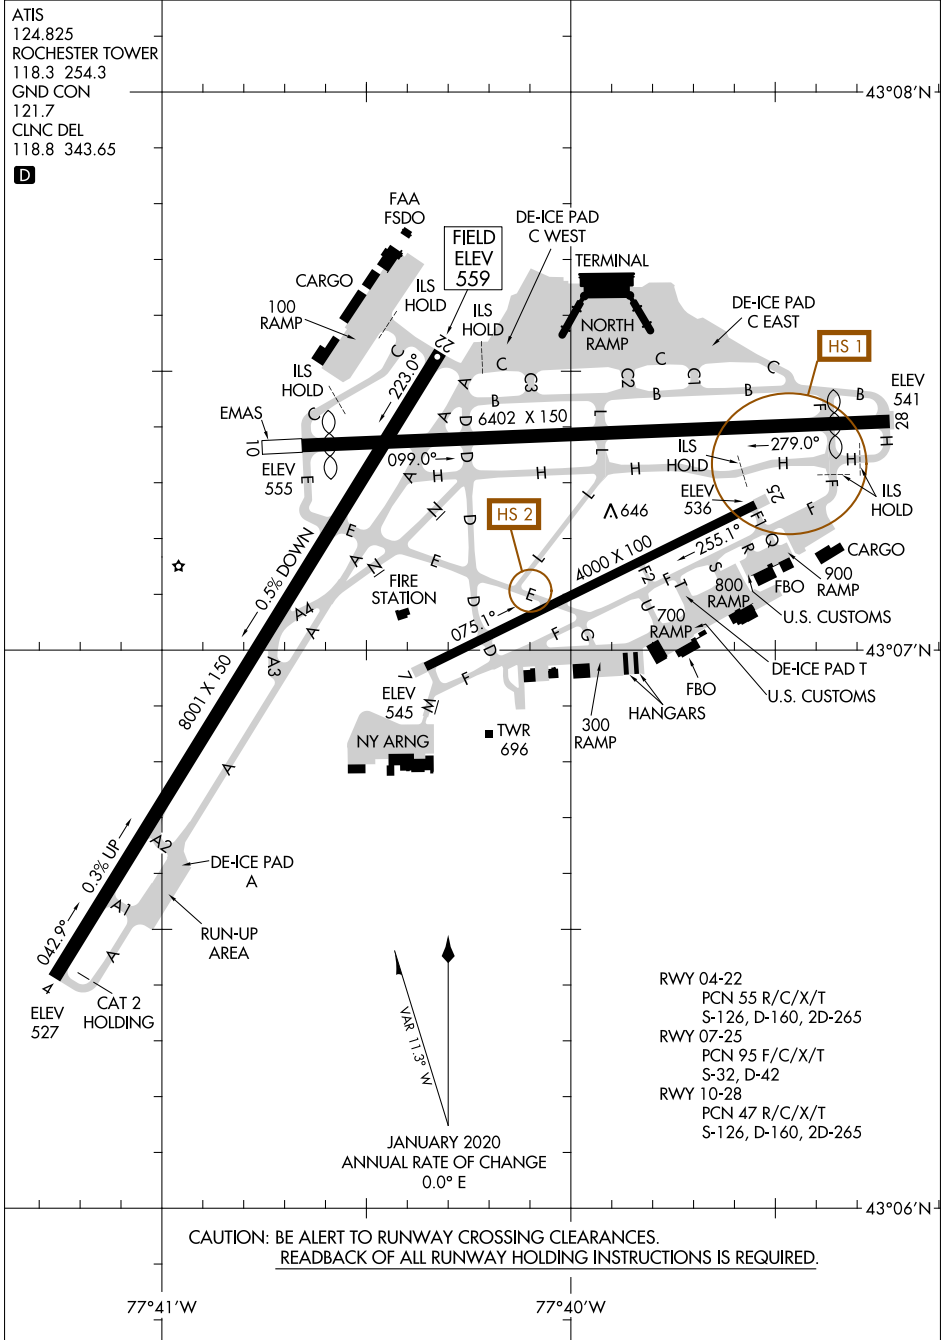 ATIS
124.825
ROCHESTER TOWER
118.3 254.3
GND CON
121.7
CLNC DEL
118.8 343.65
D
43°08'N
FAA
FSDO
DE-ICE PAD
C WEST
FIELD
ELEV
559
TERMINAL
CARGO
ILS
HOLD
100
RAMP
ILS
HOLD
NORTH
RAMP
DE-ICE PAD
C EAST
HS 1
22
C
C
C
C
ILS
HOLD
223.0°
A
C3
C2
C1
B
B
B
F
ELEV
541
EMAS
C
A
D
6402 X 150
L
28
10
099.0°
D
279.0°
H
ELEV
555
ILS
HOLD
H
H
H
H
H
E
A
L
L
F
ILS
HOLD
ELEV
536
25
N
D
HS 2
646
F1
F
E
4000 X 100
255.1°
Q
R
CARGO
0.5% DOWN
A
N
E
L
F2
S
F
T
900
RAMP
FIRE
STATION
E
800
RAMP
FBO
U.S. CUSTOMS
A4
A
D
075.1°
F
G
U
700
RAMP
43°07'N
A3
D
7
F
DE-ICE PAD T
8001 X 150
ELEV
545
W
HANGARS
FBO
U.S. CUSTOMS
300
RAMP
NY ARNG
TWR
696
A
A2
DE-ICE PAD
A
0.3% UP
A1
RUN-UP
AREA
042.9°
A
4
CAT 2
HOLDING
ELEV
527
VAR 11.3° W
RWY 04-22
PCN 55 R/C/X/T
S-126, D-160, 2D-265
RWY 07-25
PCN 95 F/C/X/T
S-32, D-42
RWY 10-28
PCN 47 R/C/X/T
S-126, D-160, 2D-265
JANUARY 2020
ANNUAL RATE OF CHANGE
0.0° E
43°06'N
CAUTION: BE ALERT TO RUNWAY CROSSING CLEARANCES.
READBACK OF ALL RUNWAY HOLDING INSTRUCTIONS IS REQUIRED.
77°41'W
77°40'W